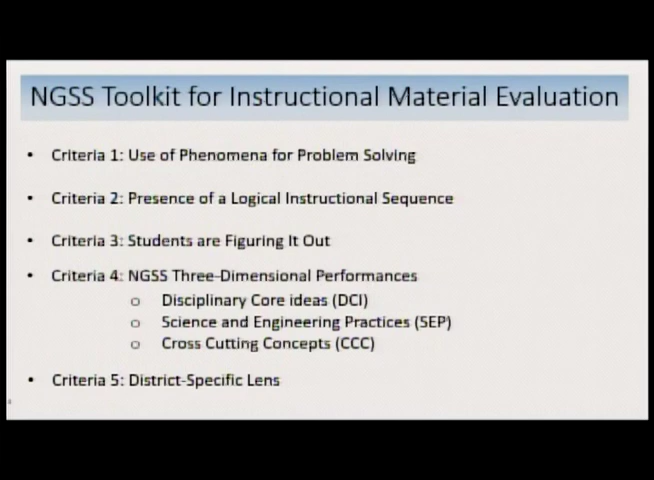 NGSS Toolkit for Instructional Material Evaluation
• Criteria 1: Use of Phenomena for Problem Solving
• Criteria 2: Presence of a Logical Instructional Sequence
• Criteria 3: Students are Figuring It Out
• Criteria 4: NGSS Three-Dimensional Performances
o Disciplinary Core ideas (DCI)
o Science and Engineering Practices (SEP)
o Cross Cutting Concepts (CCC)
• Criteria 5: District-Specific Lens